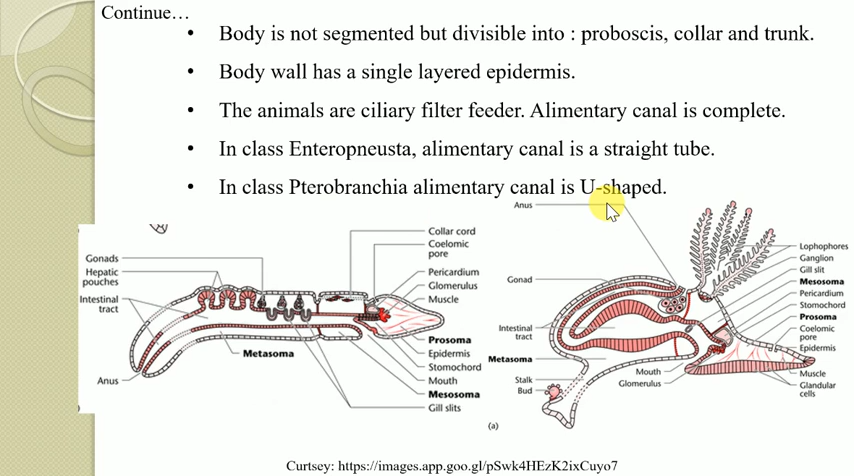 Continue…
• Body is not segmented but divisible into : proboscis, collar and trunk.
• Body wall has a single layered epidermis.
• The animals are ciliary filter feeder. Alimentary canal is complete.
• In class Enteropneusta, alimentary canal is a straight tube.
• In class Pterobranchia alimentary canal is U-shaped.
Gonads
Hepatic
pouches
Intestinal
tract
Anus
Metasoma
Collar cord
Coelomic
pore
Pericardium
Glomerulus
Muscle
Prosoma
Epidermis
Stomochord
Mouth
Mesosoma
Gill slits
Anus
Gonad
Intestinal
tract
Metasoma
Stalk
Bud
Mouth
Glomerulus
Lophophores
Ganglion
Gill slit
Mesosoma
Pericardium
Stomochord
Prosoma
Coelomic
pore
Epidermis
Muscle
Glandular
cells
(a)
Curtsey: https://images.app.goo.gl/pSwk4HEzK2ixCuyo7